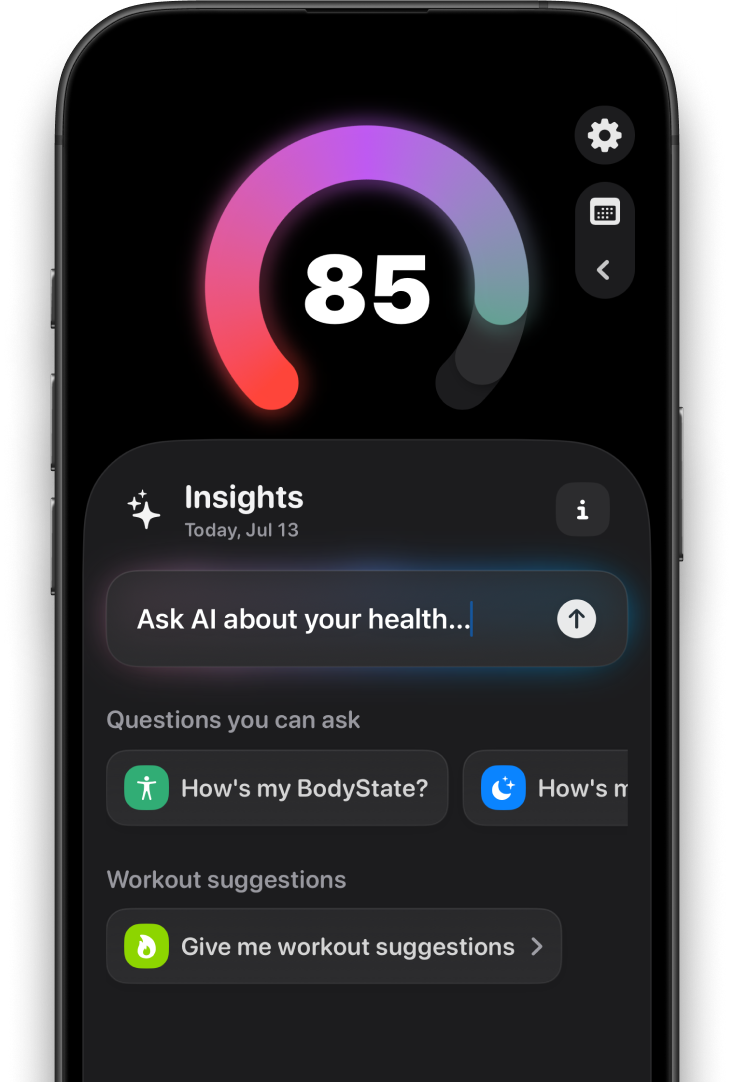 85
Insights
Today, Jul 13
Ask AI about your health...
Questions you can ask
How's my BodyState?
How's
Workout suggestions
Give me workout suggestions